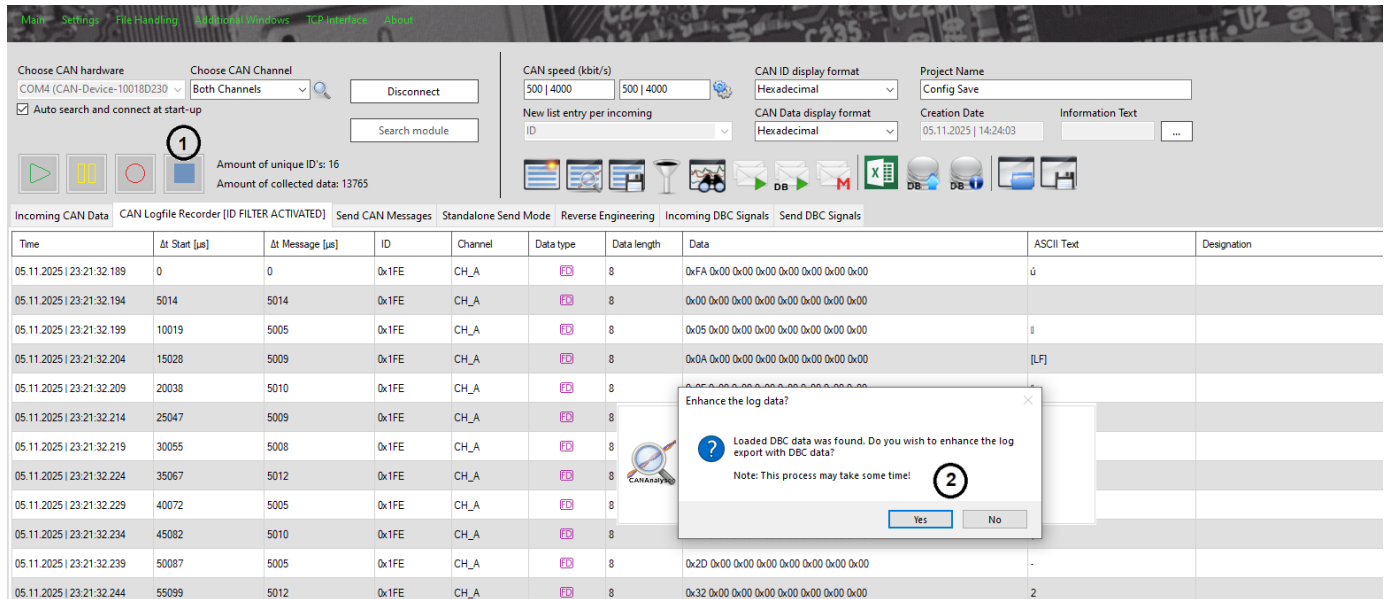 Main Settings File Handling Additional Windows TCP Interface About
Choose CAN hardware Choose CAN Channel CAN speed (kbit/s) CAN ID display format Project Name
COM4 (CAN-Device-10018D230 Both Channels Disconnect 500 | 4000 500 | 4000 Hexadecimal Config Save
Auto search and connect at start-up New list entry per incoming CAN Data display format Creation Date Information Text
Search module ID Hexadecimal 05.11.2025 | 14:24:03 ...
1
Amount of unique ID's: 16
Amount of collected data: 13765
DB M X DB DB
Incoming CAN Data CAN Logfile Recorder [ID FILTER ACTIVATED] Send CAN Messages Standalone Send Mode Reverse Engineering Incoming DBC Signals Send DBC Signals
Time Δt Start [µs] Δt Message [µs] ID Channel Data type Data length Data ASCII Text Designation
05.11.2025 | 23:21:32.189 0 0 0x1FE CH_A FD 8 0xFA 0x00 0x00 0x00 0x00 0x00 0x00 0x00 ú
05.11.2025 | 23:21:32.194 5014 5014 0x1FE CH_A FD 8 0x00 0x00 0x00 0x00 0x00 0x00 0x00 0x00
05.11.2025 | 23:21:32.199 10019 5005 0x1FE CH_A FD 8 0x05 0x00 0x00 0x00 0x00 0x00 0x00 0x00
05.11.2025 | 23:21:32.204 15028 5009 0x1FE CH_A FD 8 0x0A 0x00 0x00 0x00 0x00 0x00 0x00 0x00 [LF]
05.11.2025 | 23:21:32.209 20038 5010 0x1FE CH_A FD 8
05.11.2025 | 23:21:32.214 25047 5009 0x1FE CH_A FD 8
05.11.2025 | 23:21:32.219 30055 5008 0x1FE CH_A FD 8
05.11.2025 | 23:21:32.224 35067 5012 0x1FE CH_A FD 8
05.11.2025 | 23:21:32.229 40072 5005 0x1FE CH_A FD 8
05.11.2025 | 23:21:32.234 45082 5010 0x1FE CH_A FD 8
05.11.2025 | 23:21:32.239 50087 5005 0x1FE CH_A FD 8 0x2D 0x00 0x00 0x00 0x00 0x00 0x00 0x00 -
05.11.2025 | 23:21:32.244 55099 5012 0x1FE CH_A FD 8 0x32 0x00 0x00 0x00 0x00 0x00 0x00 0x00 2
Enhance the log data?
Loaded DBC data was found. Do you wish to enhance the log
export with DBC data?
Note: This process may take some time!
2
Yes No